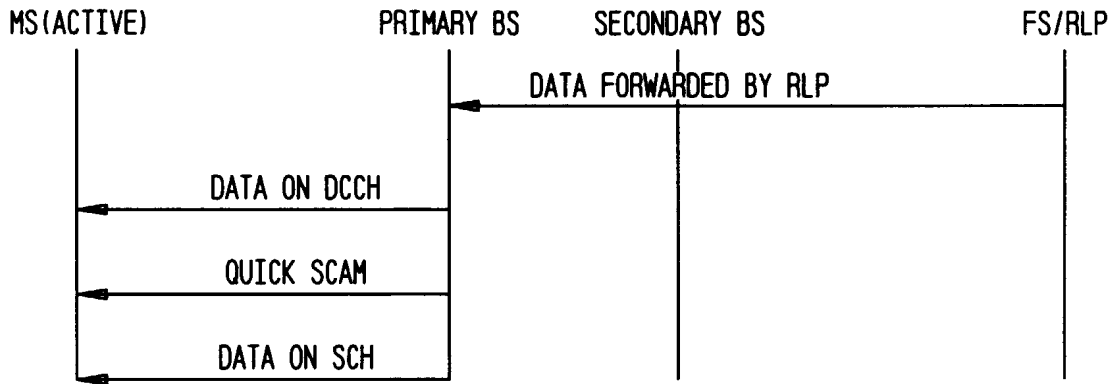 MS(ACTIVE) PRIMARY BS SECONDARY BS FS/RLP
DATA FORWARDED BY RLP
DATA ON DCCH
QUICK SCAM
DATA ON SCH